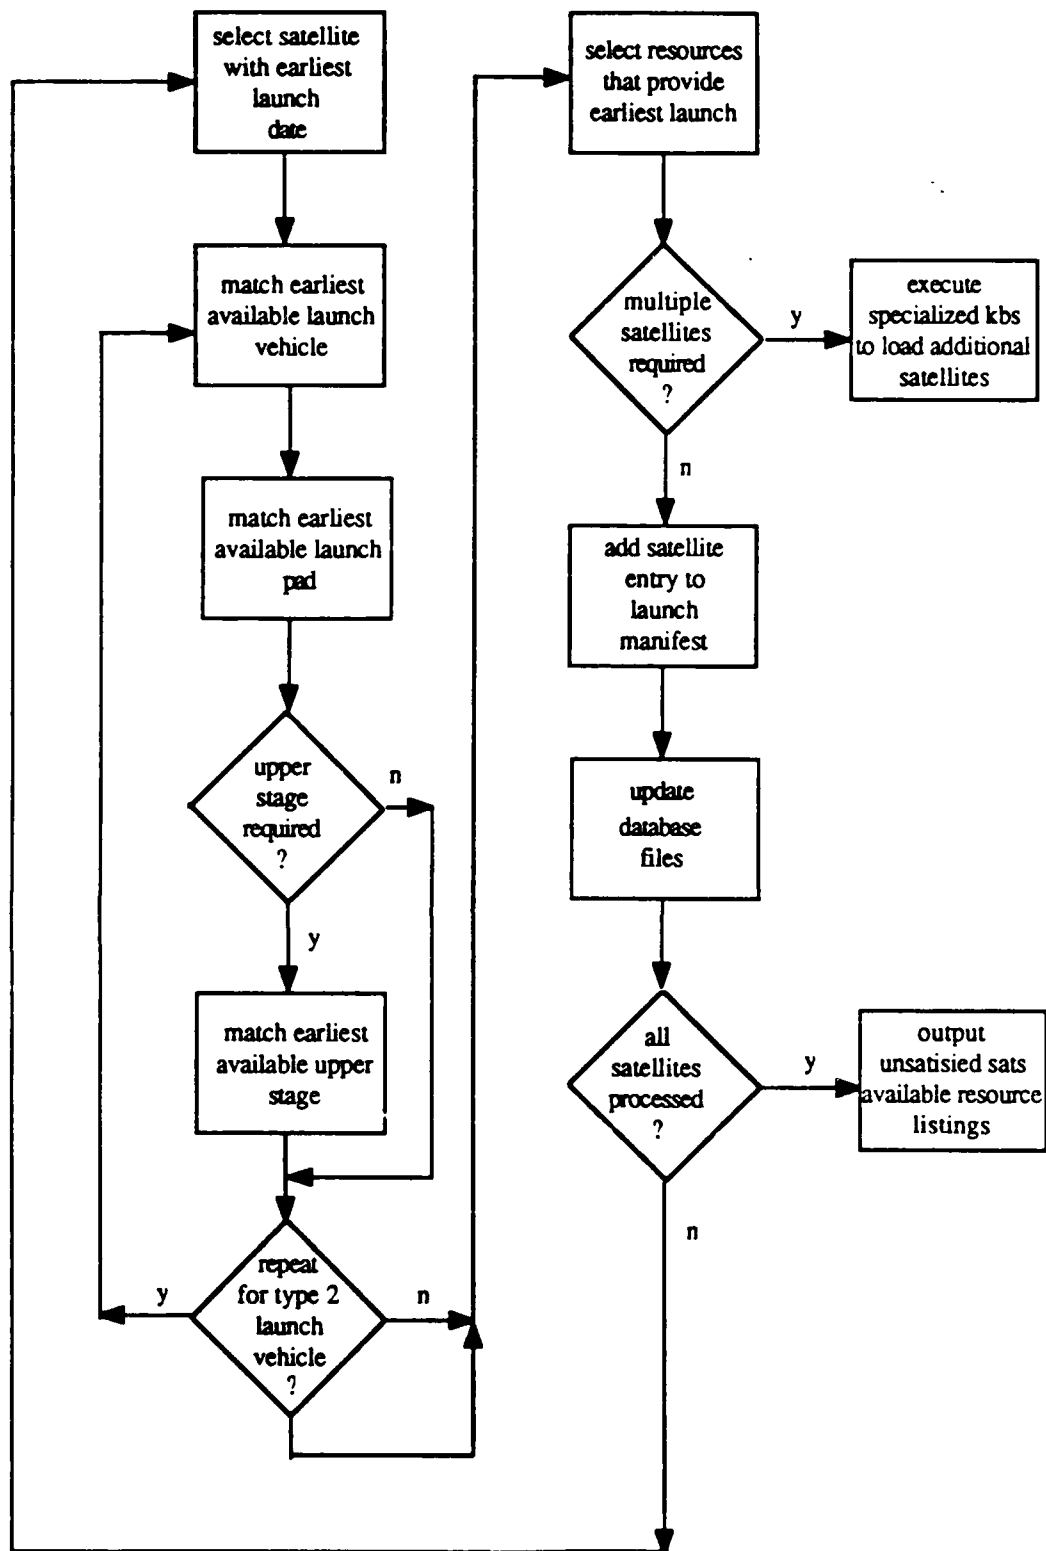 select satellite
with earliest
launch
date
match earliest
available launch
vehicle
match earliest
available launch
pad
upper
stage
required
?
n
y
match earliest
available upper
stage
repeat
for type 2
launch
vehicle
?
y
n
select resources
that provide
earliest launch
multiple
satellites
required
?
y
execute
specialized kbs
to load additional
satellites
n
add satellite
entry to
launch
manifest
update
database
files
all
satellites
processed
?
y
output
unsatisied sats
available resource
listings
n